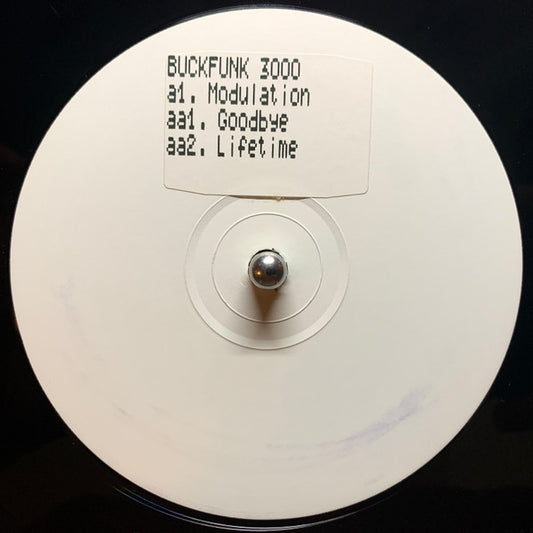 BUCKFUNK 3000
a1. Modulation
aa1. Goodbye
aa2. Lifetime